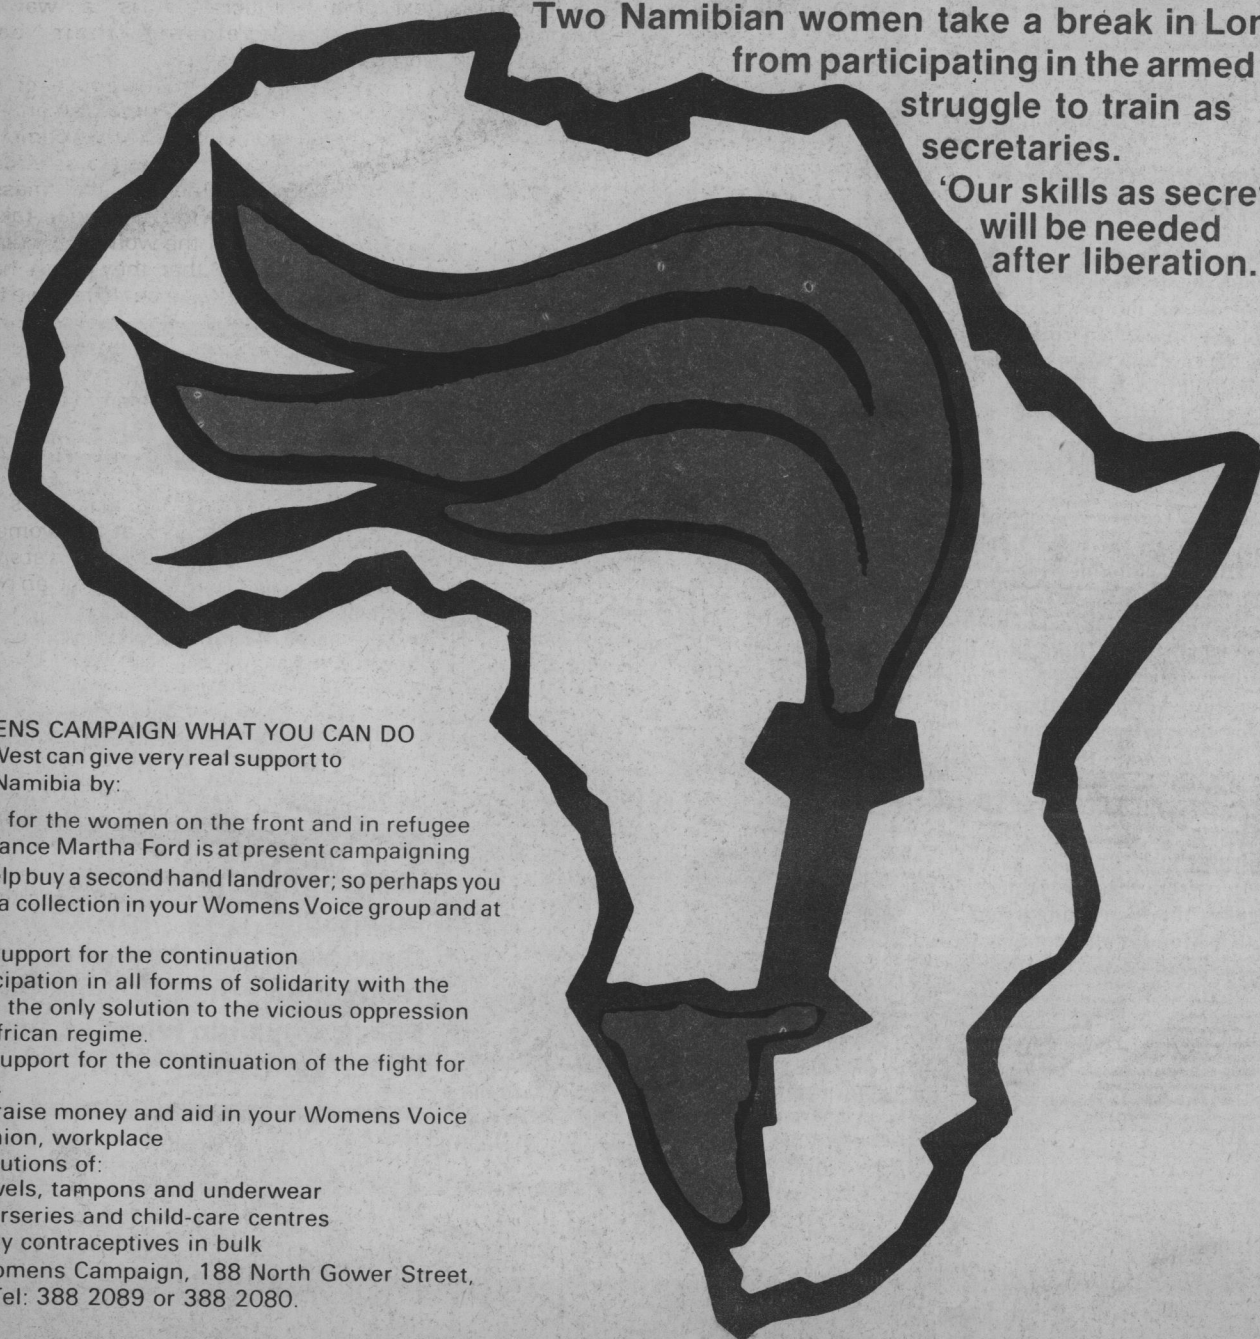 Two Namibian women take a break in Lon
from participating in the armed
struggle to train as
secretaries.
‘Our skills as secre
will be needed
after liberation.
ENS CAMPAIGN WHAT YOU CAN DO
West can give very real support to
Namibia by:
for the women on the front and in refugee
ance Martha Ford is at present campaigning
lp buy a second hand landrover; so perhaps you
a collection in your Womens Voice group and at
upport for the continuation
cipation in all forms of solidarity with the
the only solution to the vicious oppression
frican regime.
upport for the continuation of the fight for
raise money and aid in your Womens Voice
nion, workplace
utions of:
wels, tampons and underwear
rseries and child-care centres
y contraceptives in bulk
omens Campaign, 188 North Gower Street,
Tel: 388 2089 or 388 2080.